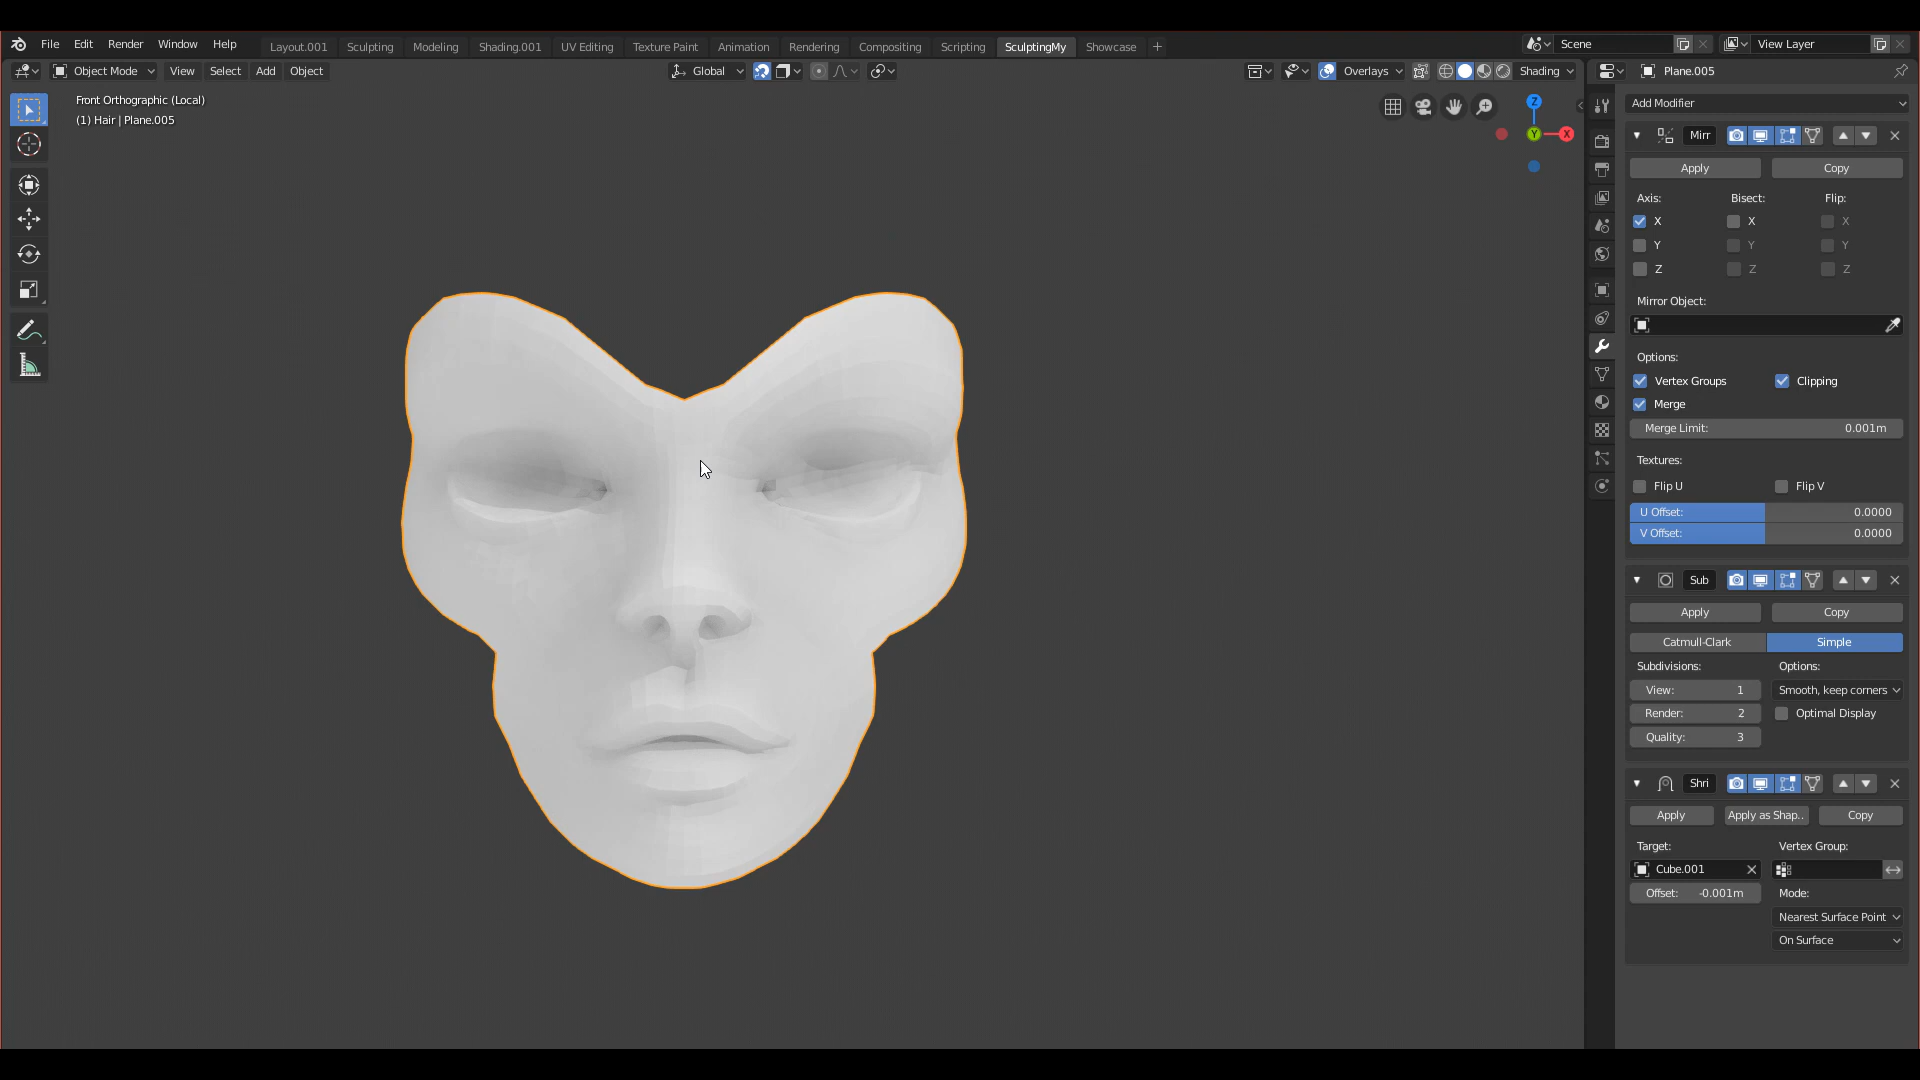 File Edit Render Window Help
Layout.001 Sculpting Modeling Shading.001 UV Editing Texture Paint Animation Rendering Compositing Scripting SculptingMy Showcase +
Scene
View Layer
Object Mode View Select Add Object
Global
Overlays
Shading
Plane.005
Front Orthographic (Local)
(1) Hair | Plane.005
Z
Y
X
Add Modifier
Mirr
Apply Copy
Axis: Bisect: Flip:
X X X
Y Y Y
Z Z Z
Mirror Object:
Options:
Vertex Groups Clipping
Merge
Merge Limit: 0.001m
Textures:
Flip U Flip V
U Offset: 0.0000
V Offset: 0.0000
Sub
Apply Copy
Catmull-Clark Simple
Subdivisions: Options:
View: 1 Smooth, keep corners
Render: 2 Optimal Display
Quality: 3
Shri
Apply Apply as Shap.. Copy
Target: Vertex Group:
Cube.001
Offset: -0.001m Mode:
Nearest Surface Point
On Surface